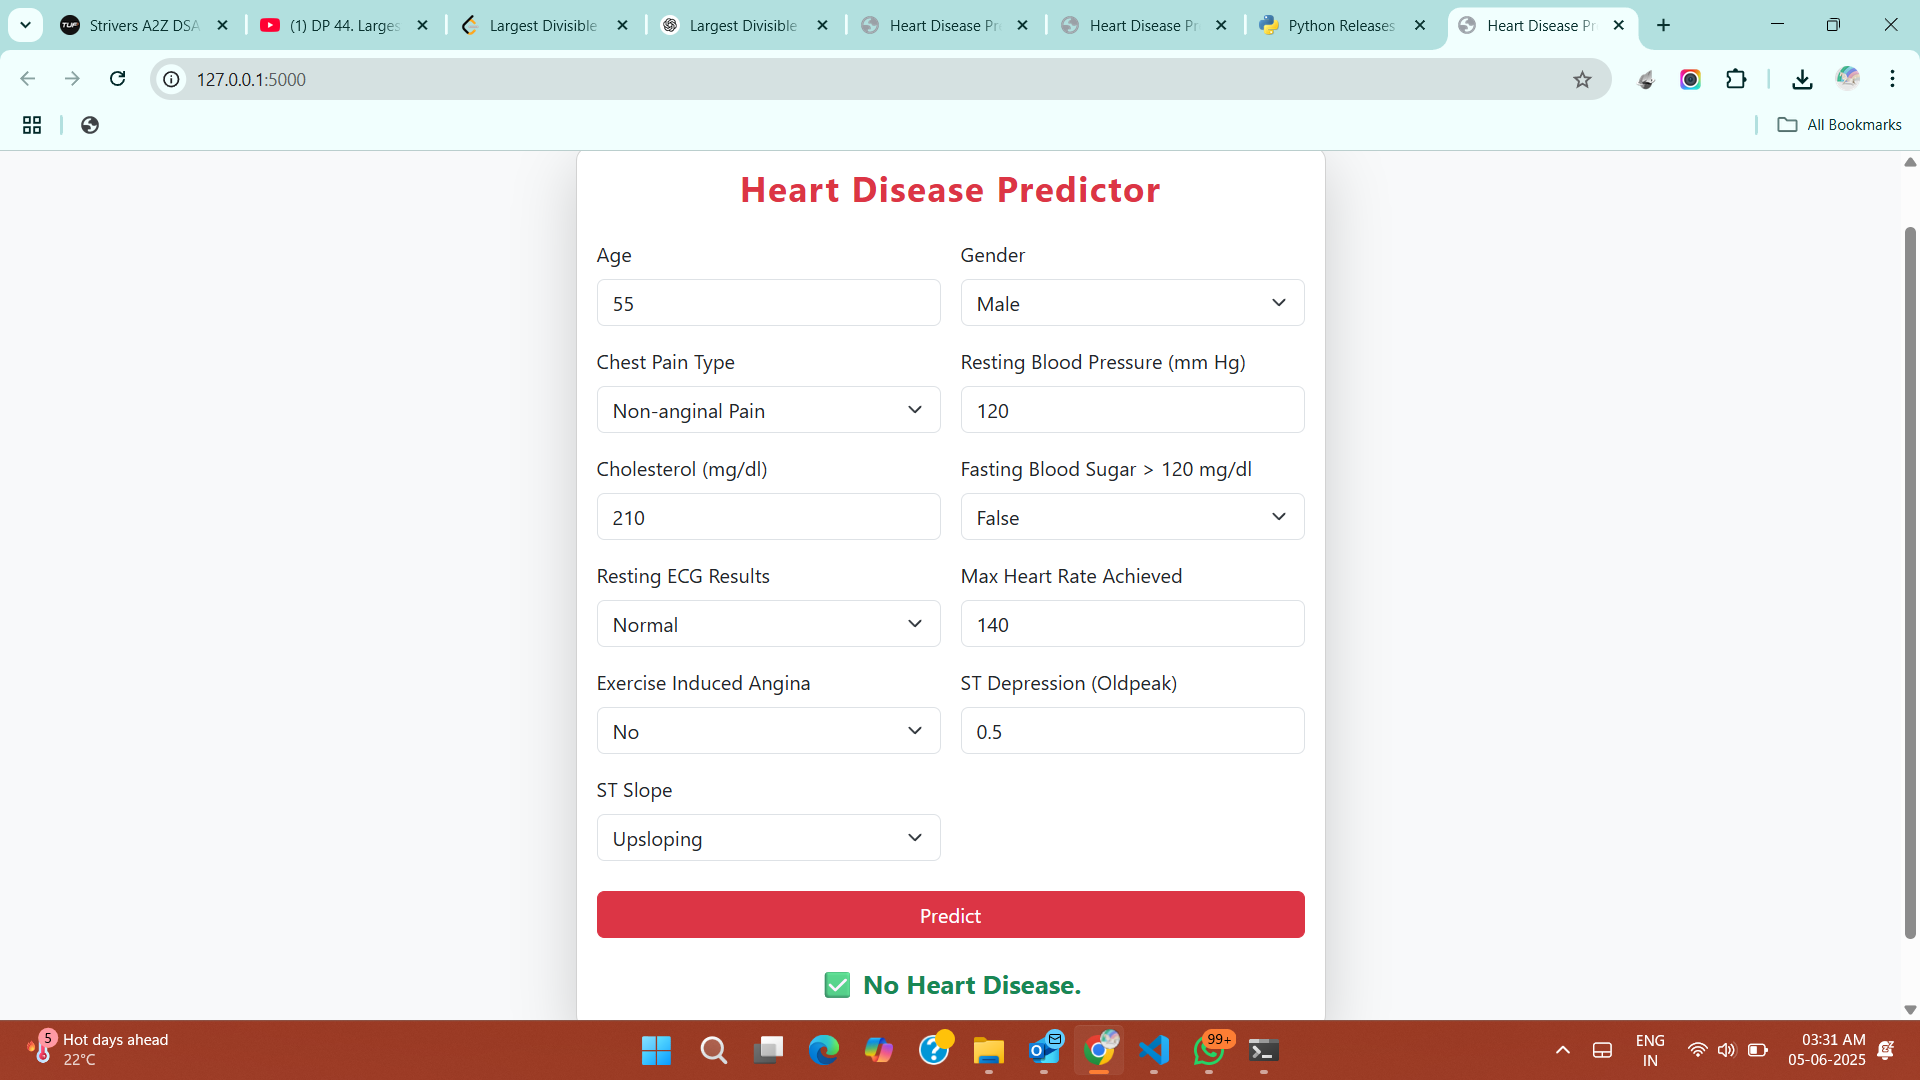 TUF Strivers A2Z DSA
(1) DP 44. Larges
Largest Divisible
Largest Divisible
Heart Disease Pre
Heart Disease Pre
Python Releases
Heart Disease Pr
127.0.0.1:5000
All Bookmarks
Heart Disease Predictor
Age
Gender
55
Male
Chest Pain Type
Resting Blood Pressure (mm Hg)
Non-anginal Pain
120
Cholesterol (mg/dl)
Fasting Blood Sugar > 120 mg/dl
210
False
Resting ECG Results
Max Heart Rate Achieved
Normal
140
Exercise Induced Angina
ST Depression (Oldpeak)
No
0.5
ST Slope
Upsloping
Predict
✅ No Heart Disease.
5
Hot days ahead
22°C
99+
ENG
IN
03:31 AM
05-06-2025